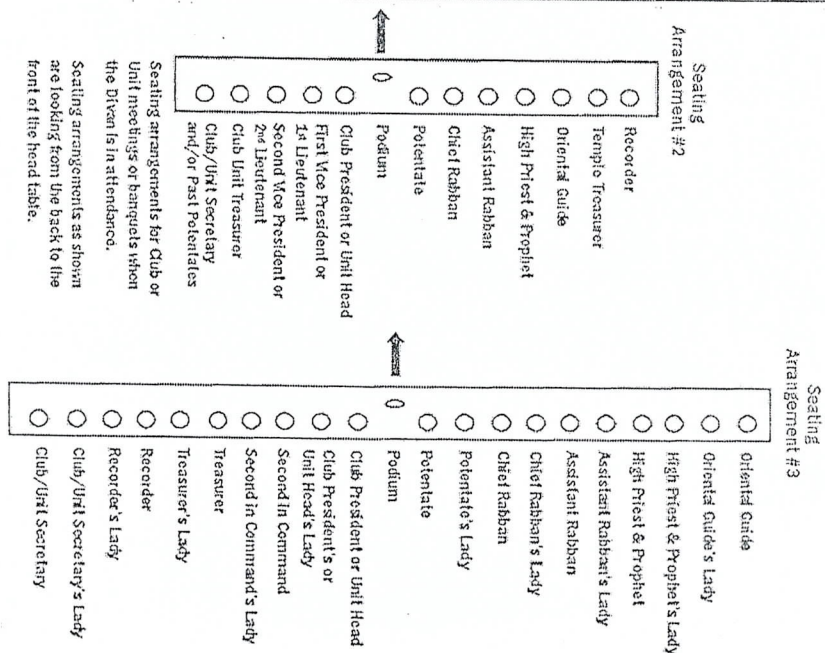 Seating
Arrangement #2
Recorder
Temple Treasurer
Oriental Guide
High Priest & Prophet
Assistant Rabban
Chief Rabban
Potentate
Podium
Club President or Unit Head
First Vice President or
1st Lieutenant
Second Vice President or
2nd Lieutenant
Club Unit Treasurer
Club/Unit Secretary
and/or Past Potentates
Seating arrangements for Club or
Unit meetings or banquets when
the Divan is in attendance.
Seating arrangements as shown
are looking from the back to the
front of the head table.
Seating
Arrangement #3
Oriental Guide
Oriental Guide's Lady
High Priest & Prophet's Lady
High Priest & Prophet
Assistant Rabban's Lady
Assistant Rabban
Chief Rabban's Lady
Chief Rabban
Potentate's Lady
Potentate
Podium
Club President or Unit Head
Club President's or
Unit Head's Lady
Second in Command
Second in Command's Lady
Treasurer
Treasurer's Lady
Recorder
Recorder's Lady
Club/Unit Secretary's Lady
Club/Unit Secretary